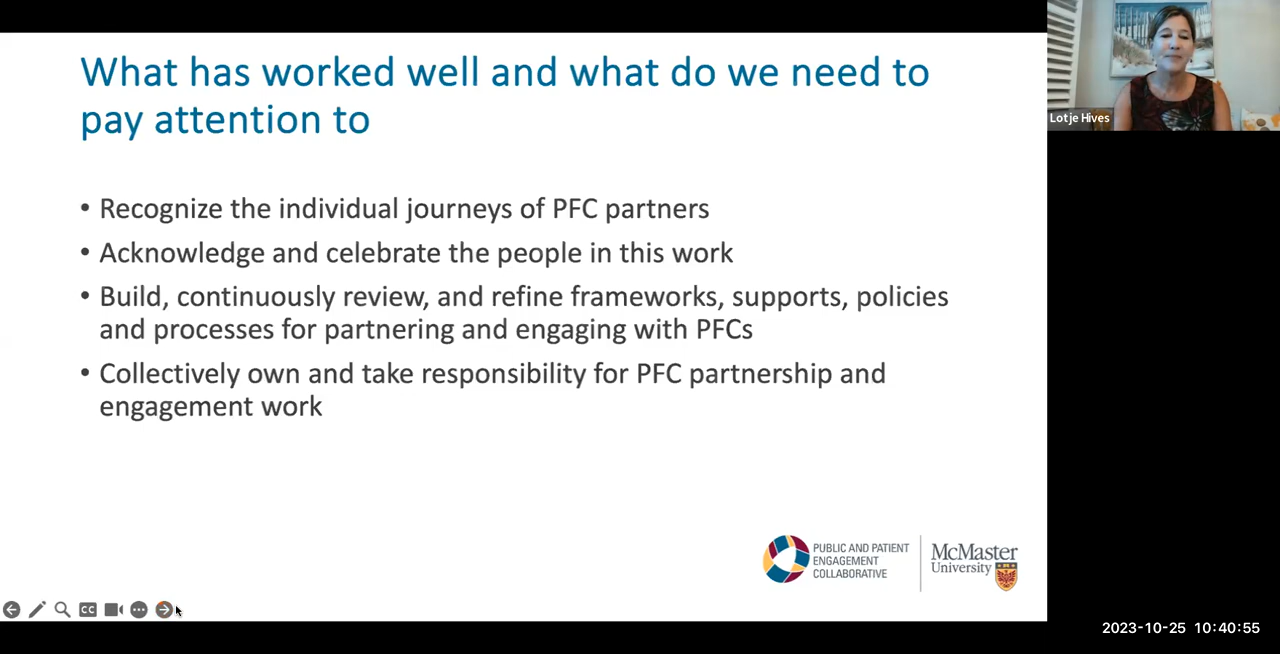 What has worked well and what do we need to
pay attention to
• Recognize the individual journeys of PFC partners
• Acknowledge and celebrate the people in this work
• Build, continuously review, and refine frameworks, supports, policies
and processes for partnering and engaging with PFCs
• Collectively own and take responsibility for PFC partnership and
engagement work
PUBLIC AND PATIENT
ENGAGEMENT
COLLABORATIVE
McMaster
University
CC
Lotje Hives
2023-10-25 10:40:55